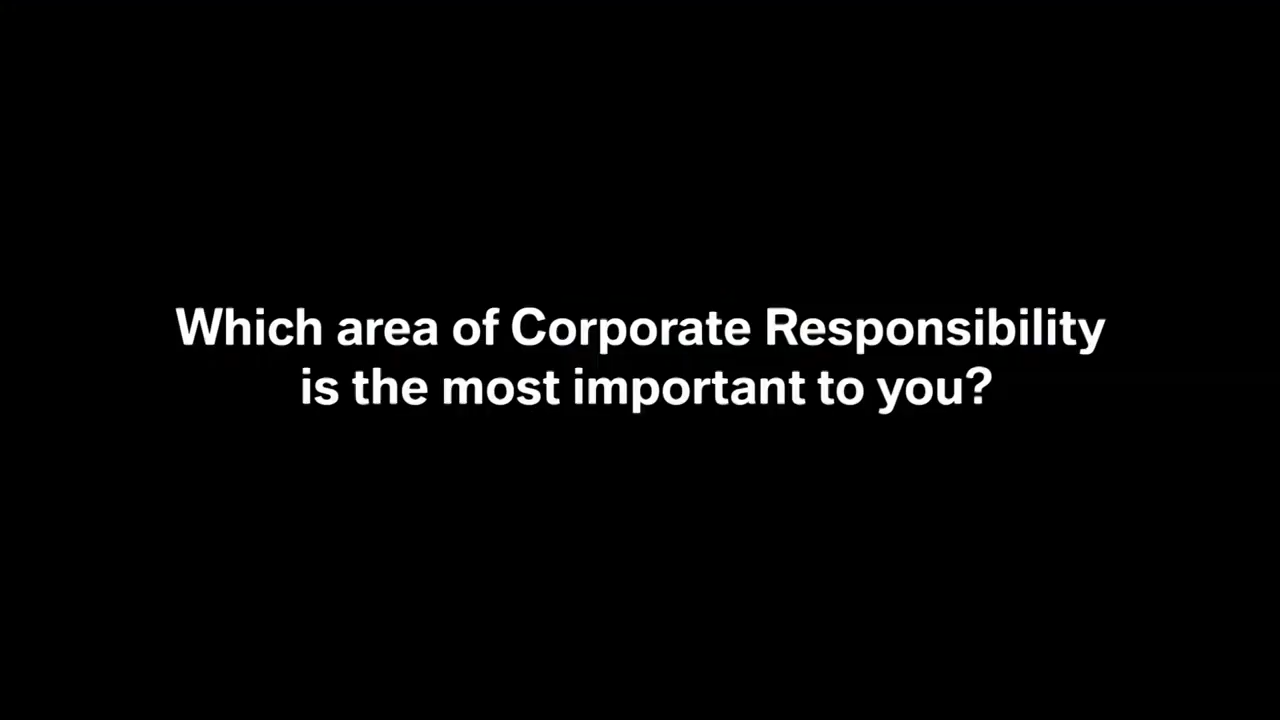 Which area of Corporate Responsibility
is the most important to you?